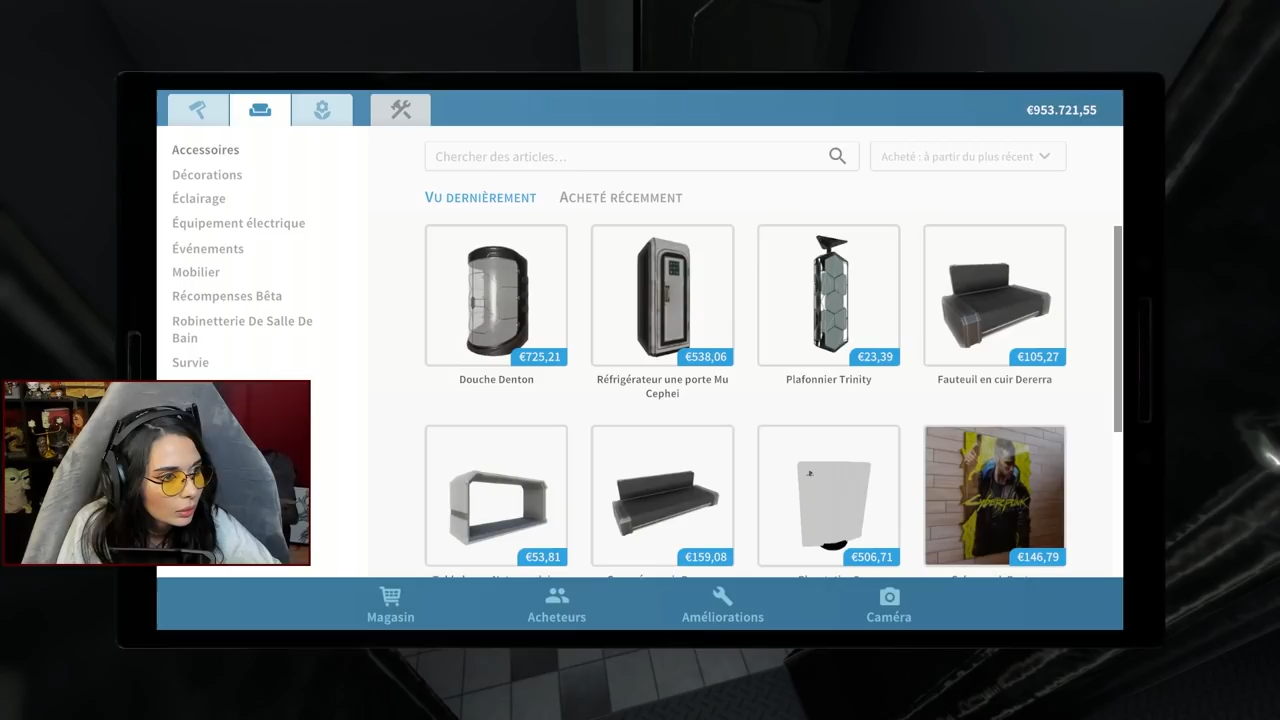 €953.721,55
Accessoires
Décorations
Éclairage
Équipement électrique
Événements
Mobilier
Récompenses Bêta
Robinetterie De Salle De
Bain
Survie
Chercher des articles...
Acheté : à partir du plus récent
VU DERNIÈREMENT
ACHETÉ RÉCEMMENT
€725,21
€538,06
€23,39
€105,27
Douche Denton
Réfrigérateur une porte Mu
Cephei
Plafonnier Trinity
Fauteuil en cuir Dererra
CYBERPUNK
€53,81
€159,08
€506,71
€146,79
Magasin
Acheteurs
Améliorations
Caméra